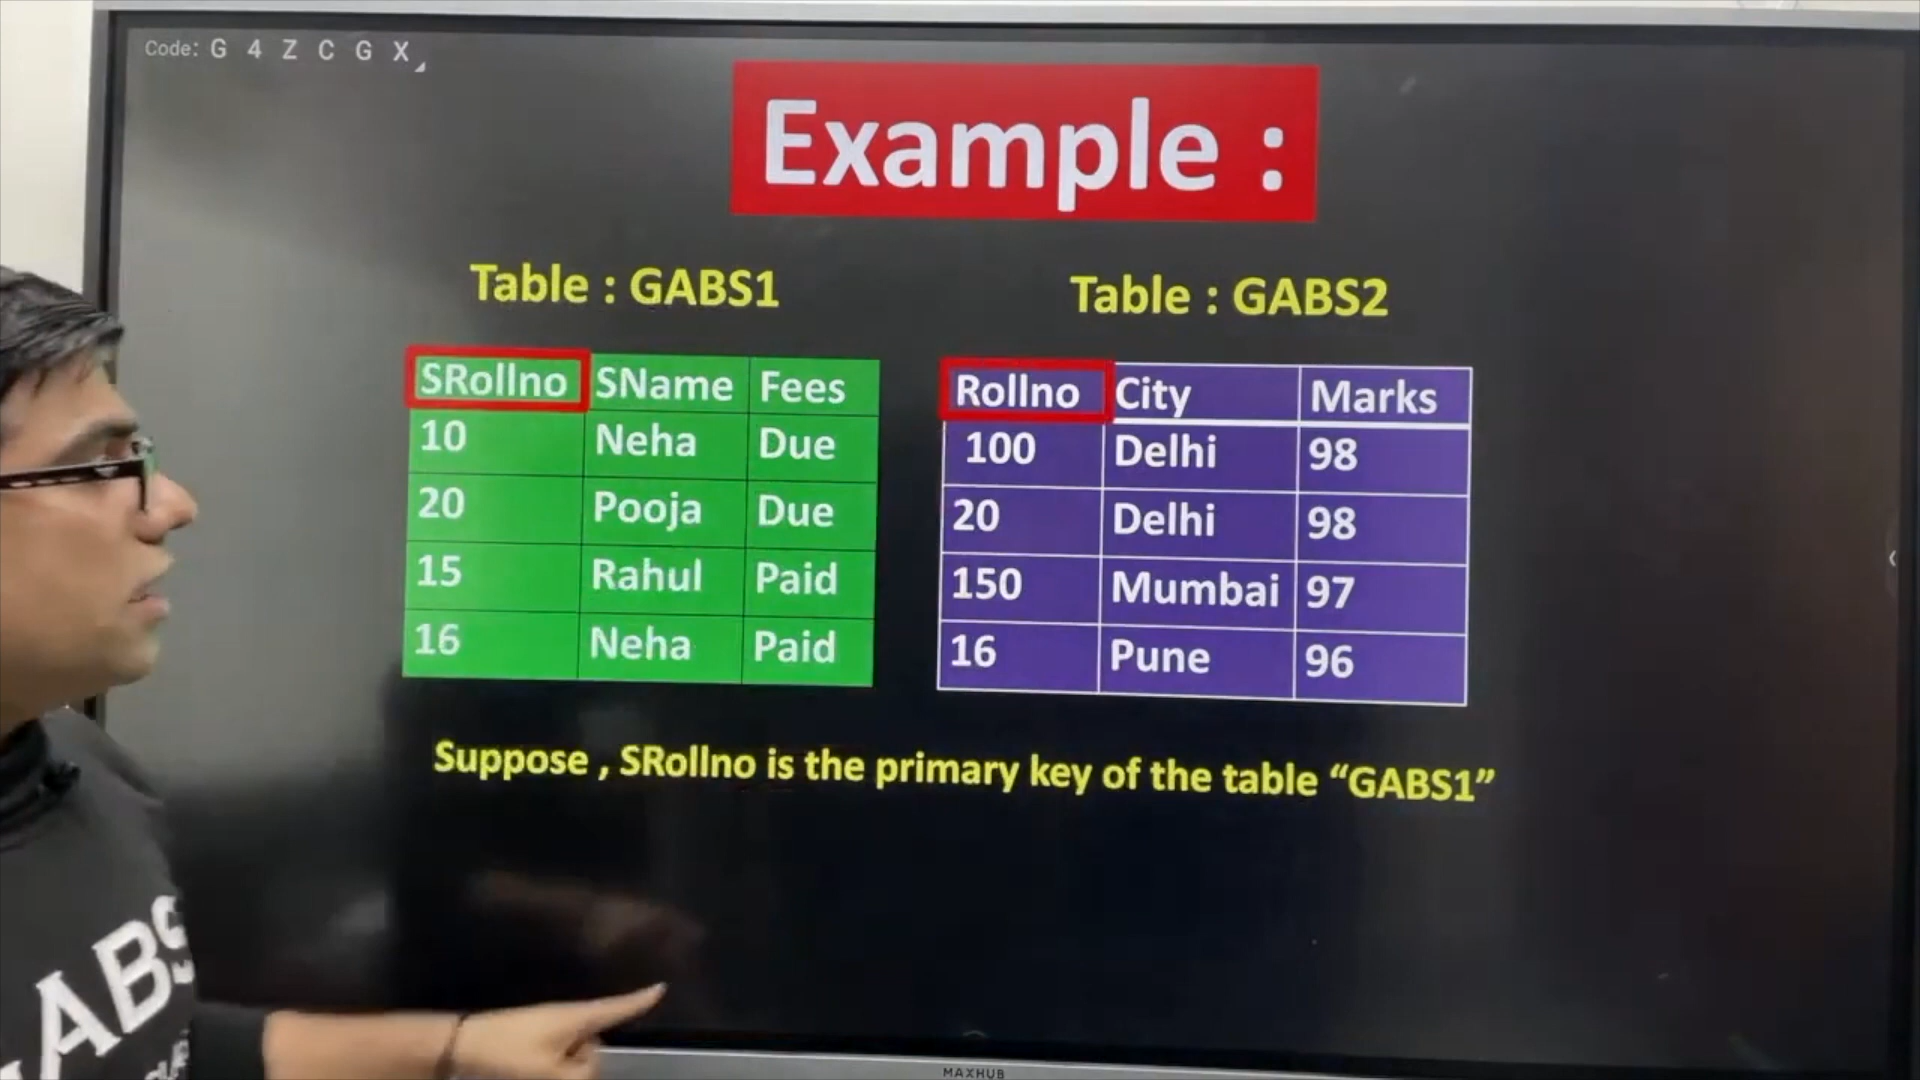 Code: G 4 Z C G X
Example :
Table : GABS1
SRollno SName Fees
10 Neha Due
20 Pooja Due
15 Rahul Paid
16 Neha Paid
Table : GABS2
Rollno City Marks
100 Delhi 98
20 Delhi 98
150 Mumbai 97
16 Pune 96
Suppose , SRollno is the primary key of the table “GABS1”
MAXHUB